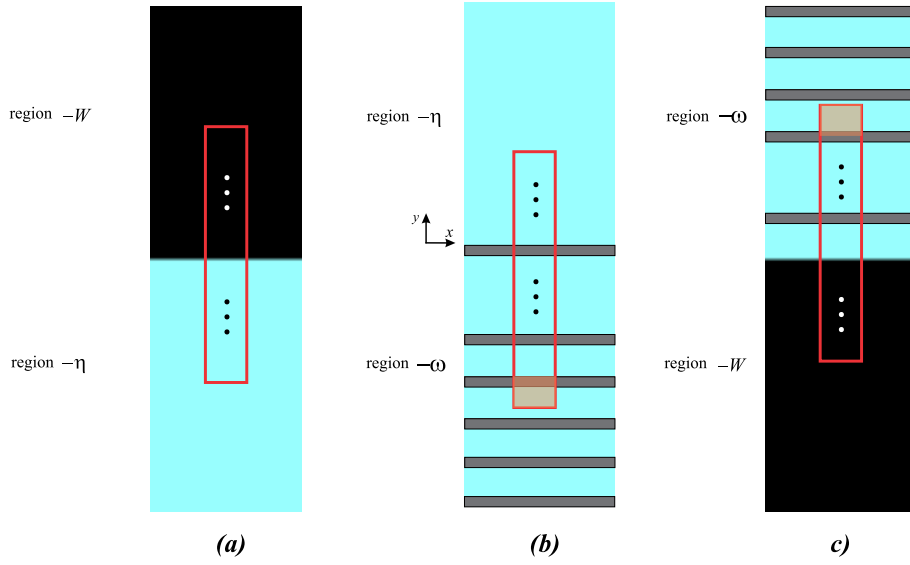 region –W
region –η
(a)
region –η
y
x
region –ω
(b)
region –ω
region –W
c)